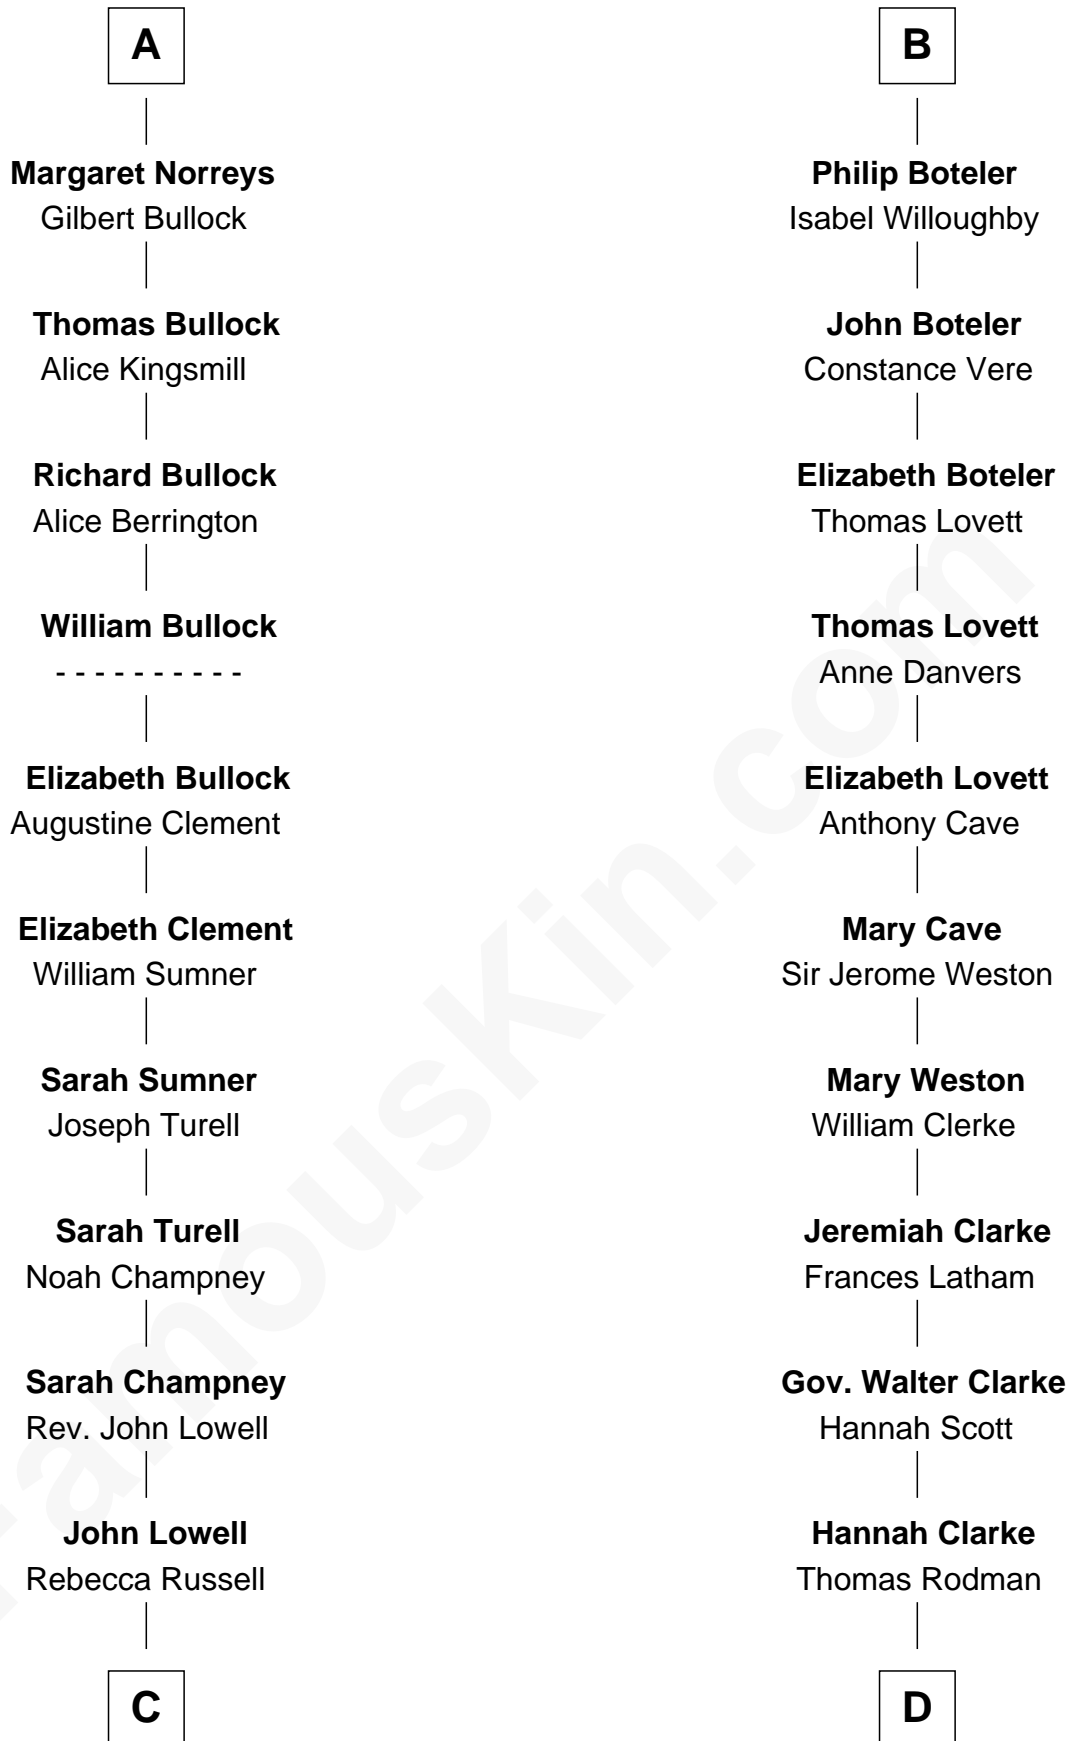 A
Margaret Norreys
Gilbert Bullock
Thomas Bullock
Alice Kingsmill
Richard Bullock
Alice Berrington
William Bullock
- - - - - - - - - -
Elizabeth Bullock
Augustine Clement
Elizabeth Clement
William Sumner
Sarah Sumner
Joseph Turell
Sarah Turell
Noah Champney
Sarah Champney
Rev. John Lowell
John Lowell
Rebecca Russell
C
B
Philip Boteler
Isabel Willoughby
John Boteler
Constance Vere
Elizabeth Boteler
Thomas Lovett
Thomas Lovett
Anne Danvers
Elizabeth Lovett
Anthony Cave
Mary Cave
Sir Jerome Weston
Mary Weston
William Clerke
Jeremiah Clarke
Frances Latham
Gov. Walter Clarke
Hannah Scott
Hannah Clarke
Thomas Rodman
D
FamousKin.com